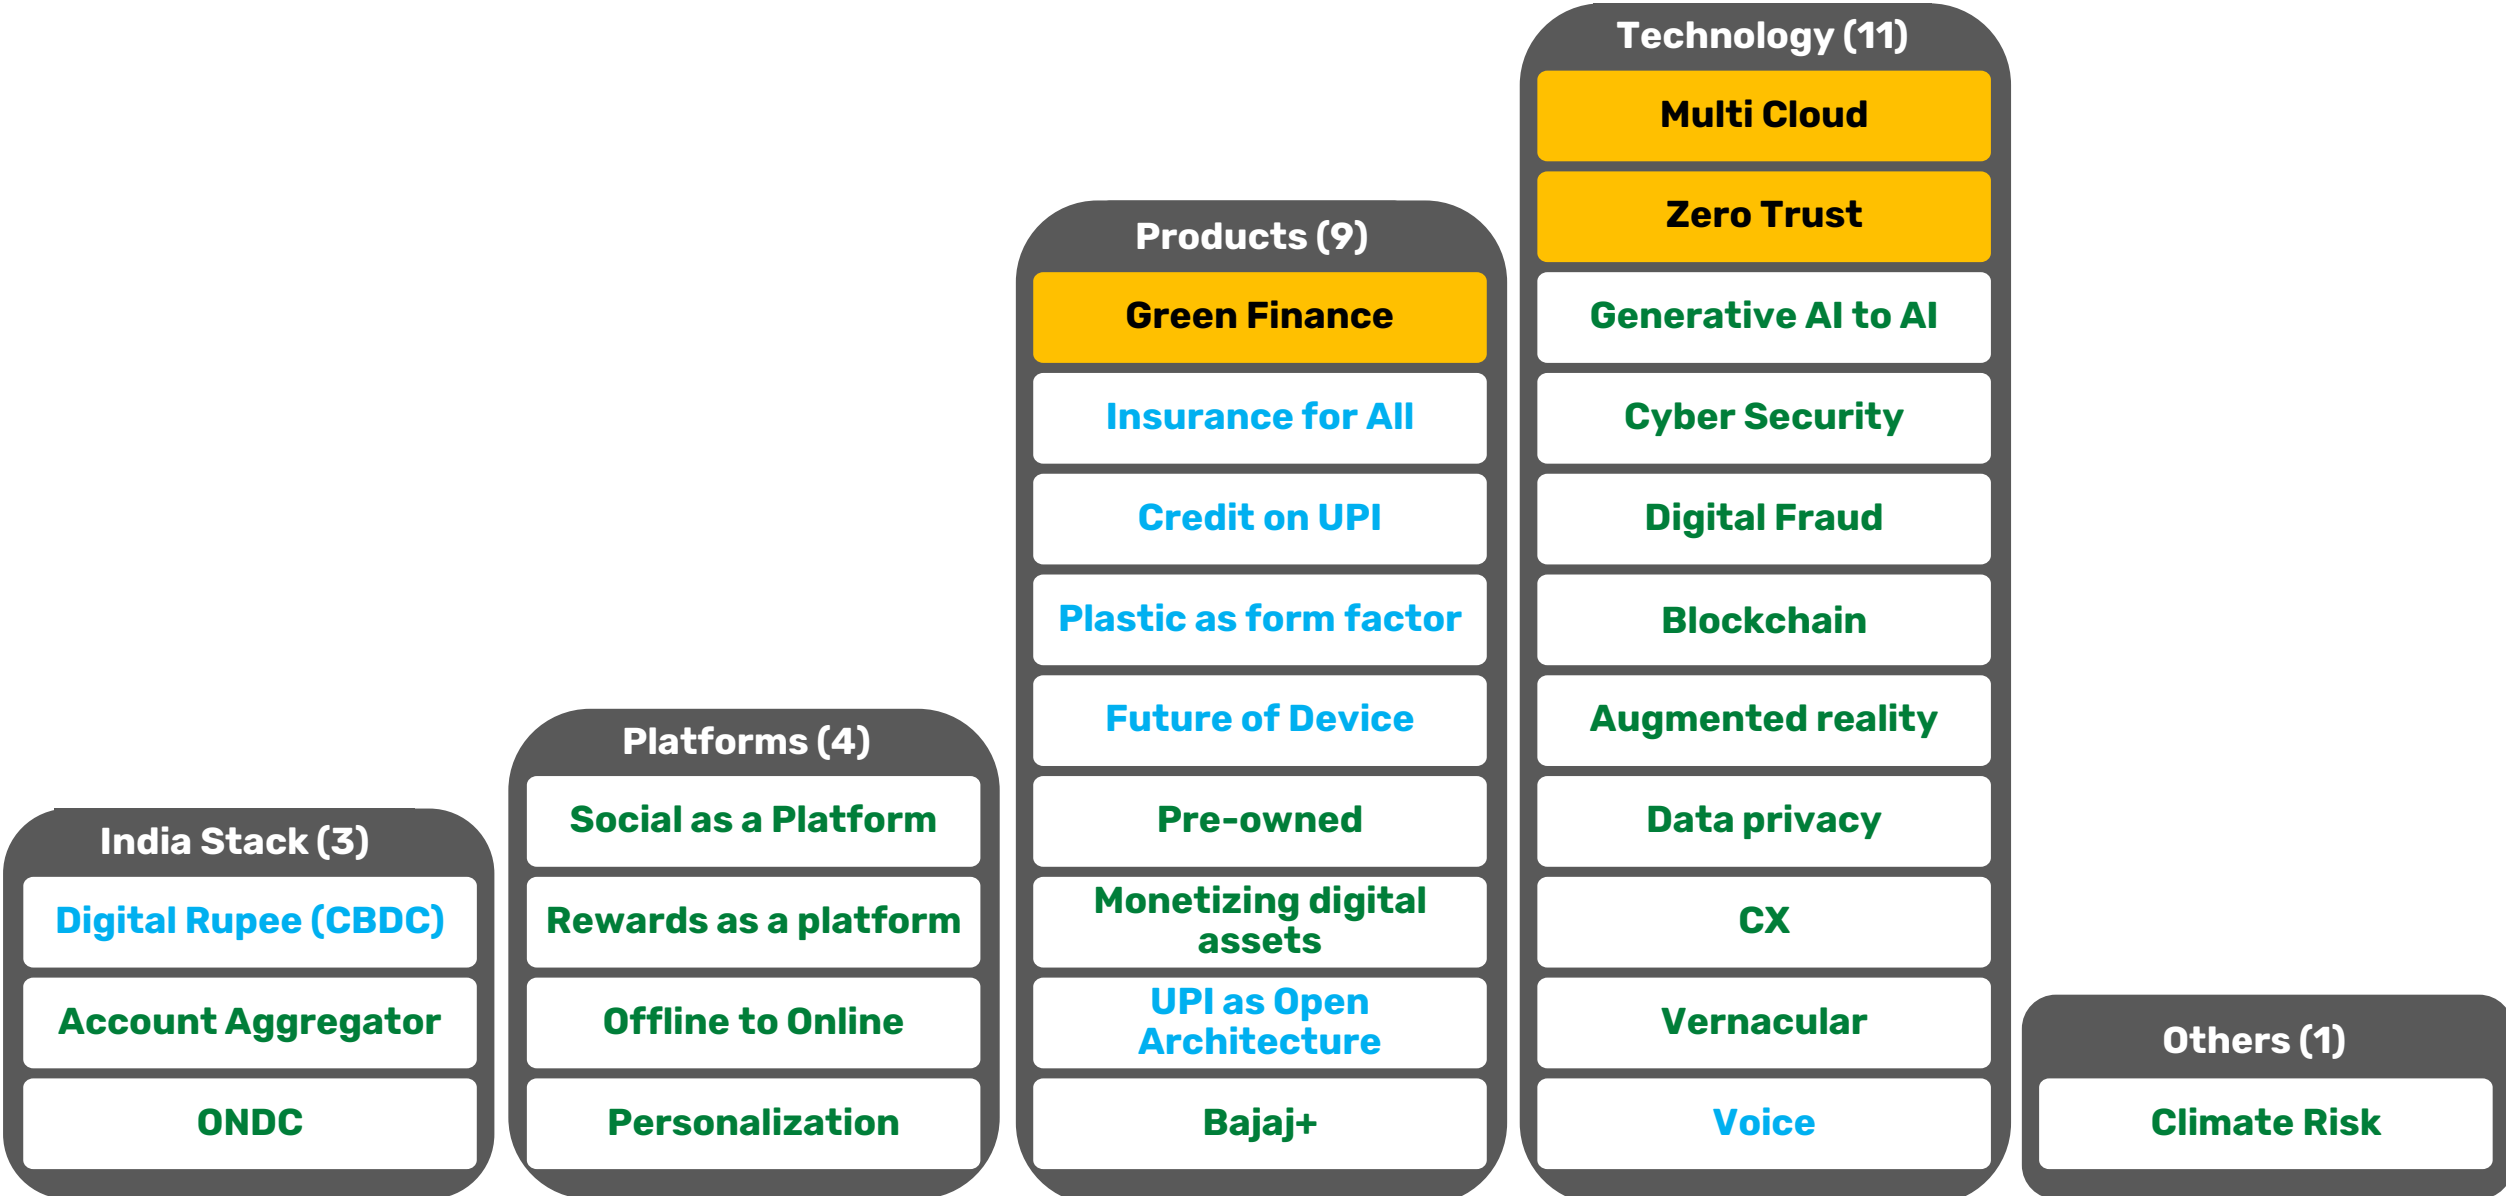 India Stack (3)
Digital Rupee (CBDC)
Account Aggregator
ONDC
Platforms (4)
Social as a Platform
Rewards as a platform
Offline to Online
Personalization
Products (9)
Green Finance
Insurance for All
Credit on UPI
Plastic as form factor
Future of Device
Pre-owned
Monetizing digital
assets
UPI as Open
Architecture
Bajaj+
Technology (11)
Multi Cloud
Zero Trust
Generative AI to AI
Cyber Security
Digital Fraud
Blockchain
Augmented reality
Data privacy
CX
Vernacular
Voice
Others (1)
Climate Risk